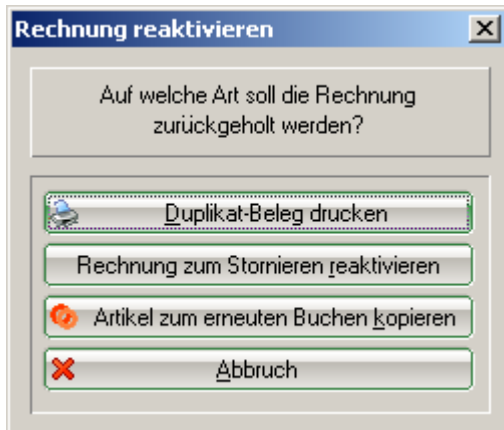 Rechnung reaktivieren
Auf welche Art soll die Rechnung
zurückgeholt werden?
Duplikat-Beleg drucken
Rechnung zum Stornieren reaktivieren
Artikel zum erneuten Buchen kopieren
Abbruch